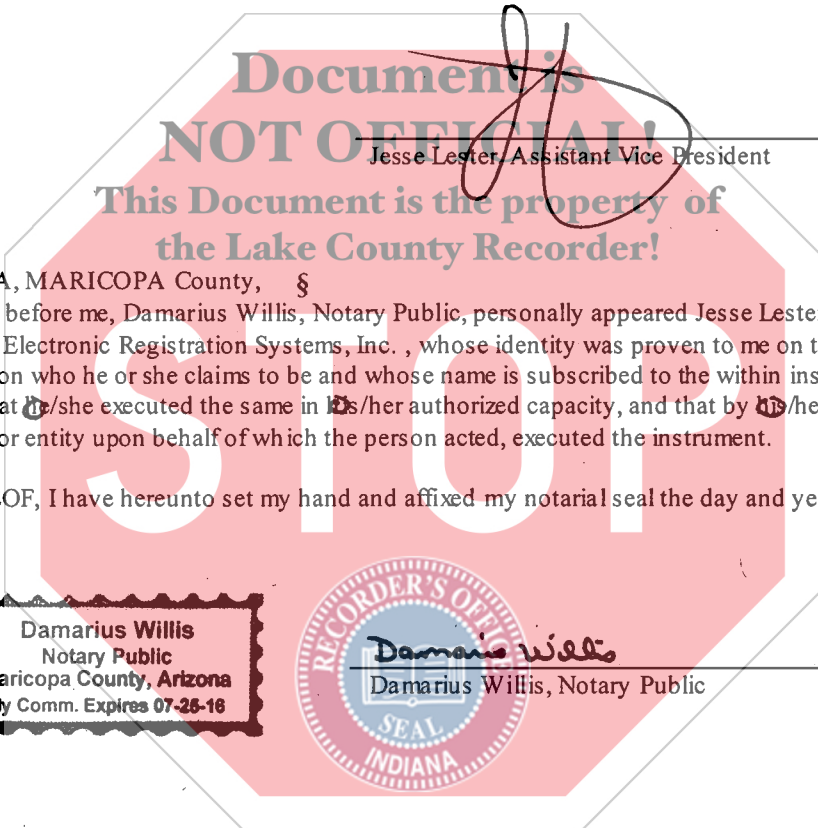 Document is
NOT OFFICIAL!
Jesse Lester, Assistant Vice President
This Document is the property of
the Lake County Recorder!
A, MARICOPA County, §
before me, Damarius Willis, Notary Public, personally appeared Jesse Leste
Electronic Registration Systems, Inc. , whose identity was proven to me on t
on who he or she claims to be and whose name is subscribed to the within ins
at he/she executed the same in his/her authorized capacity, and that by his/he
or entity upon behalf of which the person acted, executed the instrument.
OF, I have hereunto set my hand and affixed my notarial seal the day and ye
STOP
Damarius Willis
Notary Public
aricopa County, Arizona
y Comm. Expires 07-25-16
RECORDER'S OFFICE
SEAL
INDIANA
Damarius Willis
Damarius Willis, Notary Public